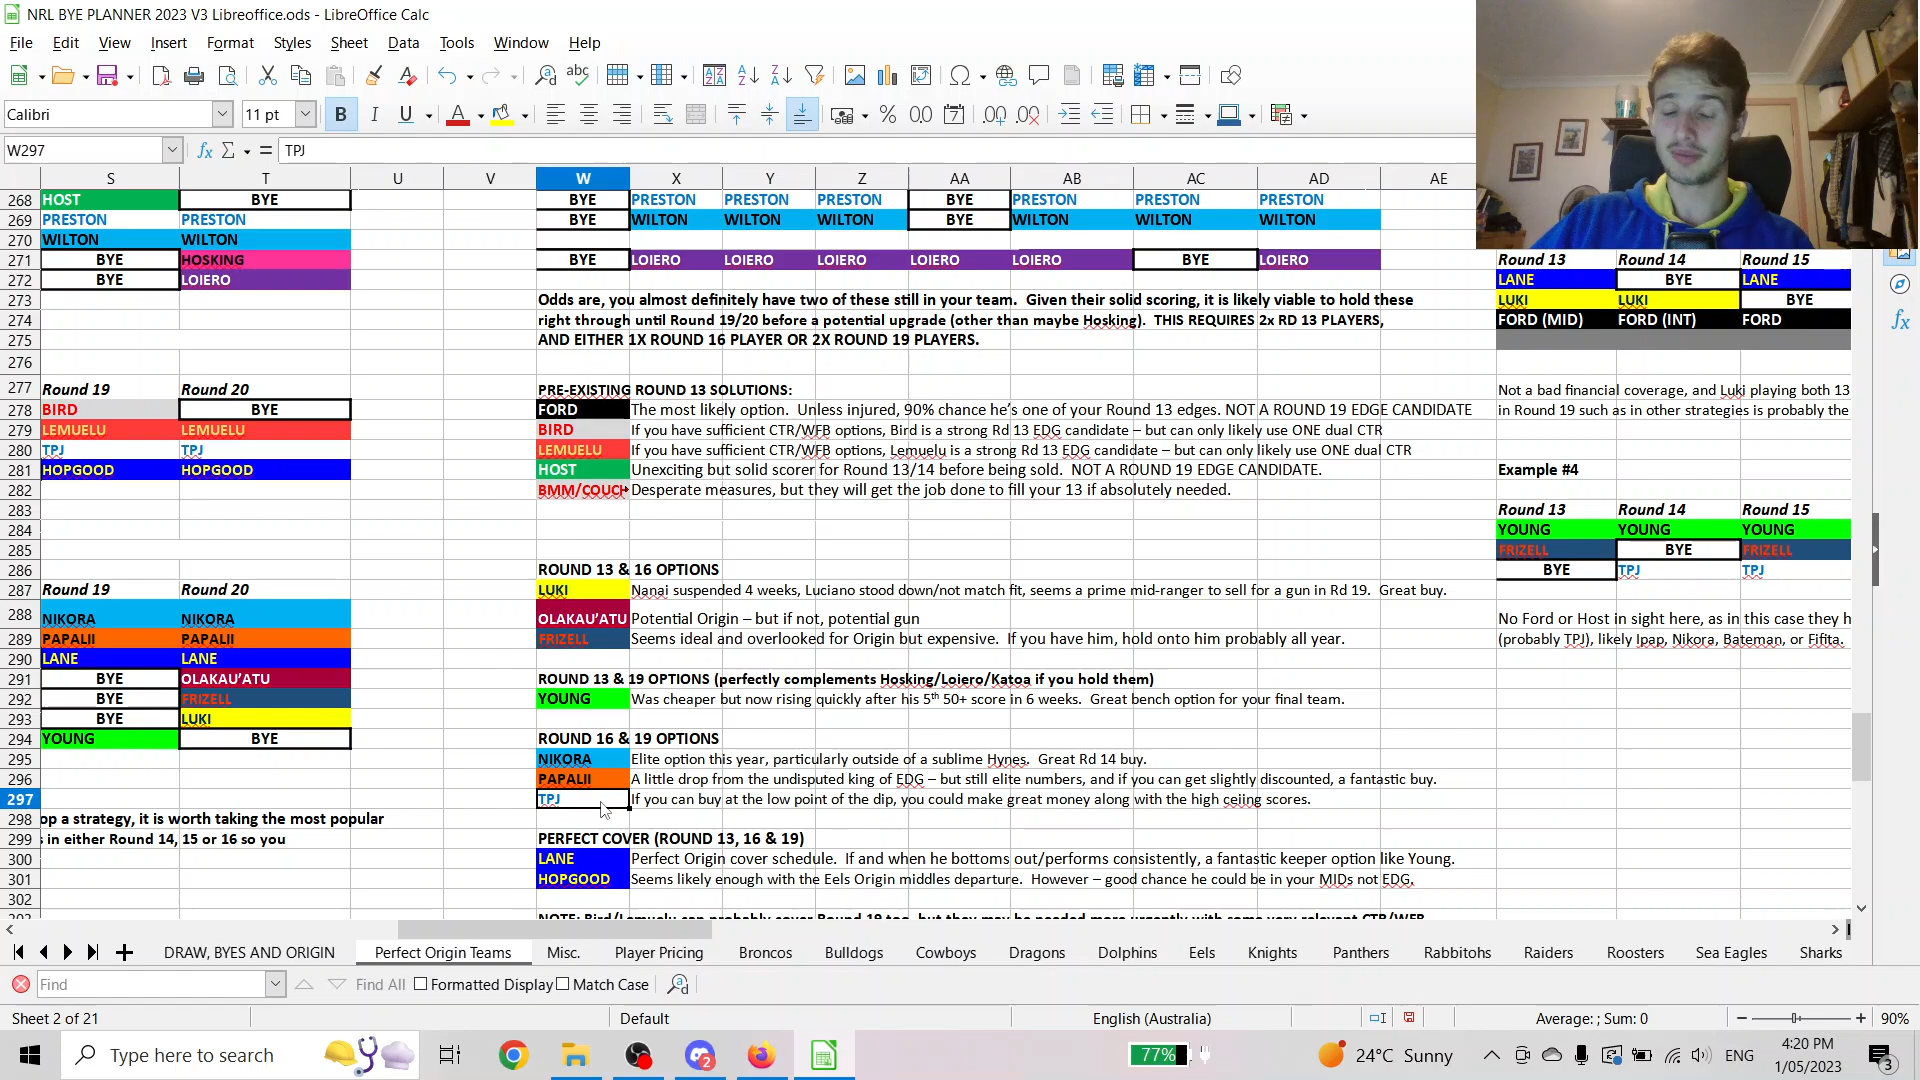 NRL BYE PLANNER 2023 V3 Libreoffice.ods - LibreOffice Calc
File Edit View Insert Format Styles Sheet Data Tools Window Help
Calibri 11 pt
W297 TPJ
S T U V W X Y Z AA AB AC AD AE
268 HOST BYE BYE PRESTON PRESTON PRESTON BYE PRESTON PRESTON PRESTON
269 PRESTON PRESTON BYE WILTON WILTON WILTON BYE WILTON WILTON WILTON
270 WILTON WILTON
271 BYE HOSKING BYE LOIERO LOIERO LOIERO LOIERO LOIERO BYE LOIERO Round 13 Round 14 Round 15
272 BYE LOIERO LANE BYE LANE
273 Odds are, you almost definitely have two of these still in your team. Given their solid scoring, it is likely viable to hold these LUKI LUKI BYE
274 right through until Round 19/20 before a potential upgrade (other than maybe Hosking). THIS REQUIRES 2x RD 13 PLAYERS, FORD (MID) FORD (INT) FORD
275 AND EITHER 1X ROUND 16 PLAYER OR 2X ROUND 19 PLAYERS.
276
277 Round 19 Round 20 PRE-EXISTING ROUND 13 SOLUTIONS: Not a bad financial coverage, and Luki playing both 13
278 BIRD BYE FORD The most likely option. Unless injured, 90% chance he's one of your Round 13 edges. NOT A ROUND 19 EDGE CANDIDATE in Round 19 such as in other strategies is probably the
279 LEMUELU LEMUELU BIRD If you have sufficient CTR/WFB options, Bird is a strong Rd 13 EDG candidate – but can only likely use ONE dual CTR
280 TPJ TPJ LEMUELU If you have sufficient CTR/WFB options, Lemuelu is a strong Rd 13 EDG candidate – but can only likely use ONE dual CTR
281 HOPGOOD HOPGOOD HOST Unexciting but solid scorer for Round 13/14 before being sold. NOT A ROUND 19 EDGE CANDIDATE. Example #4
282 BMM/COUCH Desperate measures, but they will get the job done to fill your 13 if absolutely needed.
283 Round 13 Round 14 Round 15
284 YOUNG YOUNG YOUNG
285 FRIZELL BYE FRIZELL
286 ROUND 13 & 16 OPTIONS BYE TPJ TPJ
287 Round 19 Round 20 LUKI Nanai suspended 4 weeks, Luciano stood down/not match fit, seems a prime mid-ranger to sell for a gun in Rd 19. Great buy.
288 NIKORA NIKORA OLAKAU'ATU Potential Origin – but if not, potential gun No Ford or Host in sight here, as in this case they h
289 PAPALII PAPALII FRIZELL Seems ideal and overlooked for Origin but expensive. If you have him, hold onto him probably all year. (probably TPJ), likely Ipap, Nikora, Bateman, or Fifita.
290 LANE LANE
291 BYE OLAKAU'ATU ROUND 13 & 19 OPTIONS (perfectly complements Hosking/Loiero/Katoa if you hold them)
292 BYE FRIZELL YOUNG Was cheaper but now rising quickly after his 5th 50+ score in 6 weeks. Great bench option for your final team.
293 BYE LUKI
294 YOUNG BYE ROUND 16 & 19 OPTIONS
295 NIKORA Elite option this year, particularly outside of a sublime Hynes. Great Rd 14 buy.
296 PAPALII A little drop from the undisputed king of EDG – but still elite numbers, and if you can get slightly discounted, a fantastic buy.
297 TPJ If you can buy at the low point of the dip, you could make great money along with the high ceiing scores.
298 op a strategy, it is worth taking the most popular
299 s in either Round 14, 15 or 16 so you PERFECT COVER (ROUND 13, 16 & 19)
300 LANE Perfect Origin cover schedule. If and when he bottoms out/performs consistently, a fantastic keeper option like Young.
301 HOPGOOD Seems likely enough with the Eels Origin middles departure. However – good chance he could be in your MIDs not EDG.
302
NOTE: Bird/Lemuelu can probably cover Round 19 too, but they may be needed more urgently with some very relevant CTR/WFB
DRAW, BYES AND ORIGIN Perfect Origin Teams Misc. Player Pricing Broncos Bulldogs Cowboys Dragons Dolphins Eels Knights Panthers Rabbitohs Raiders Roosters Sea Eagles Sharks
Find Find All Formatted Display Match Case
Sheet 2 of 21 Default English (Australia) Average: ; Sum: 0 90%
Type here to search 2 77% 24°C Sunny ENG 4:20 PM
1/05/2023 3